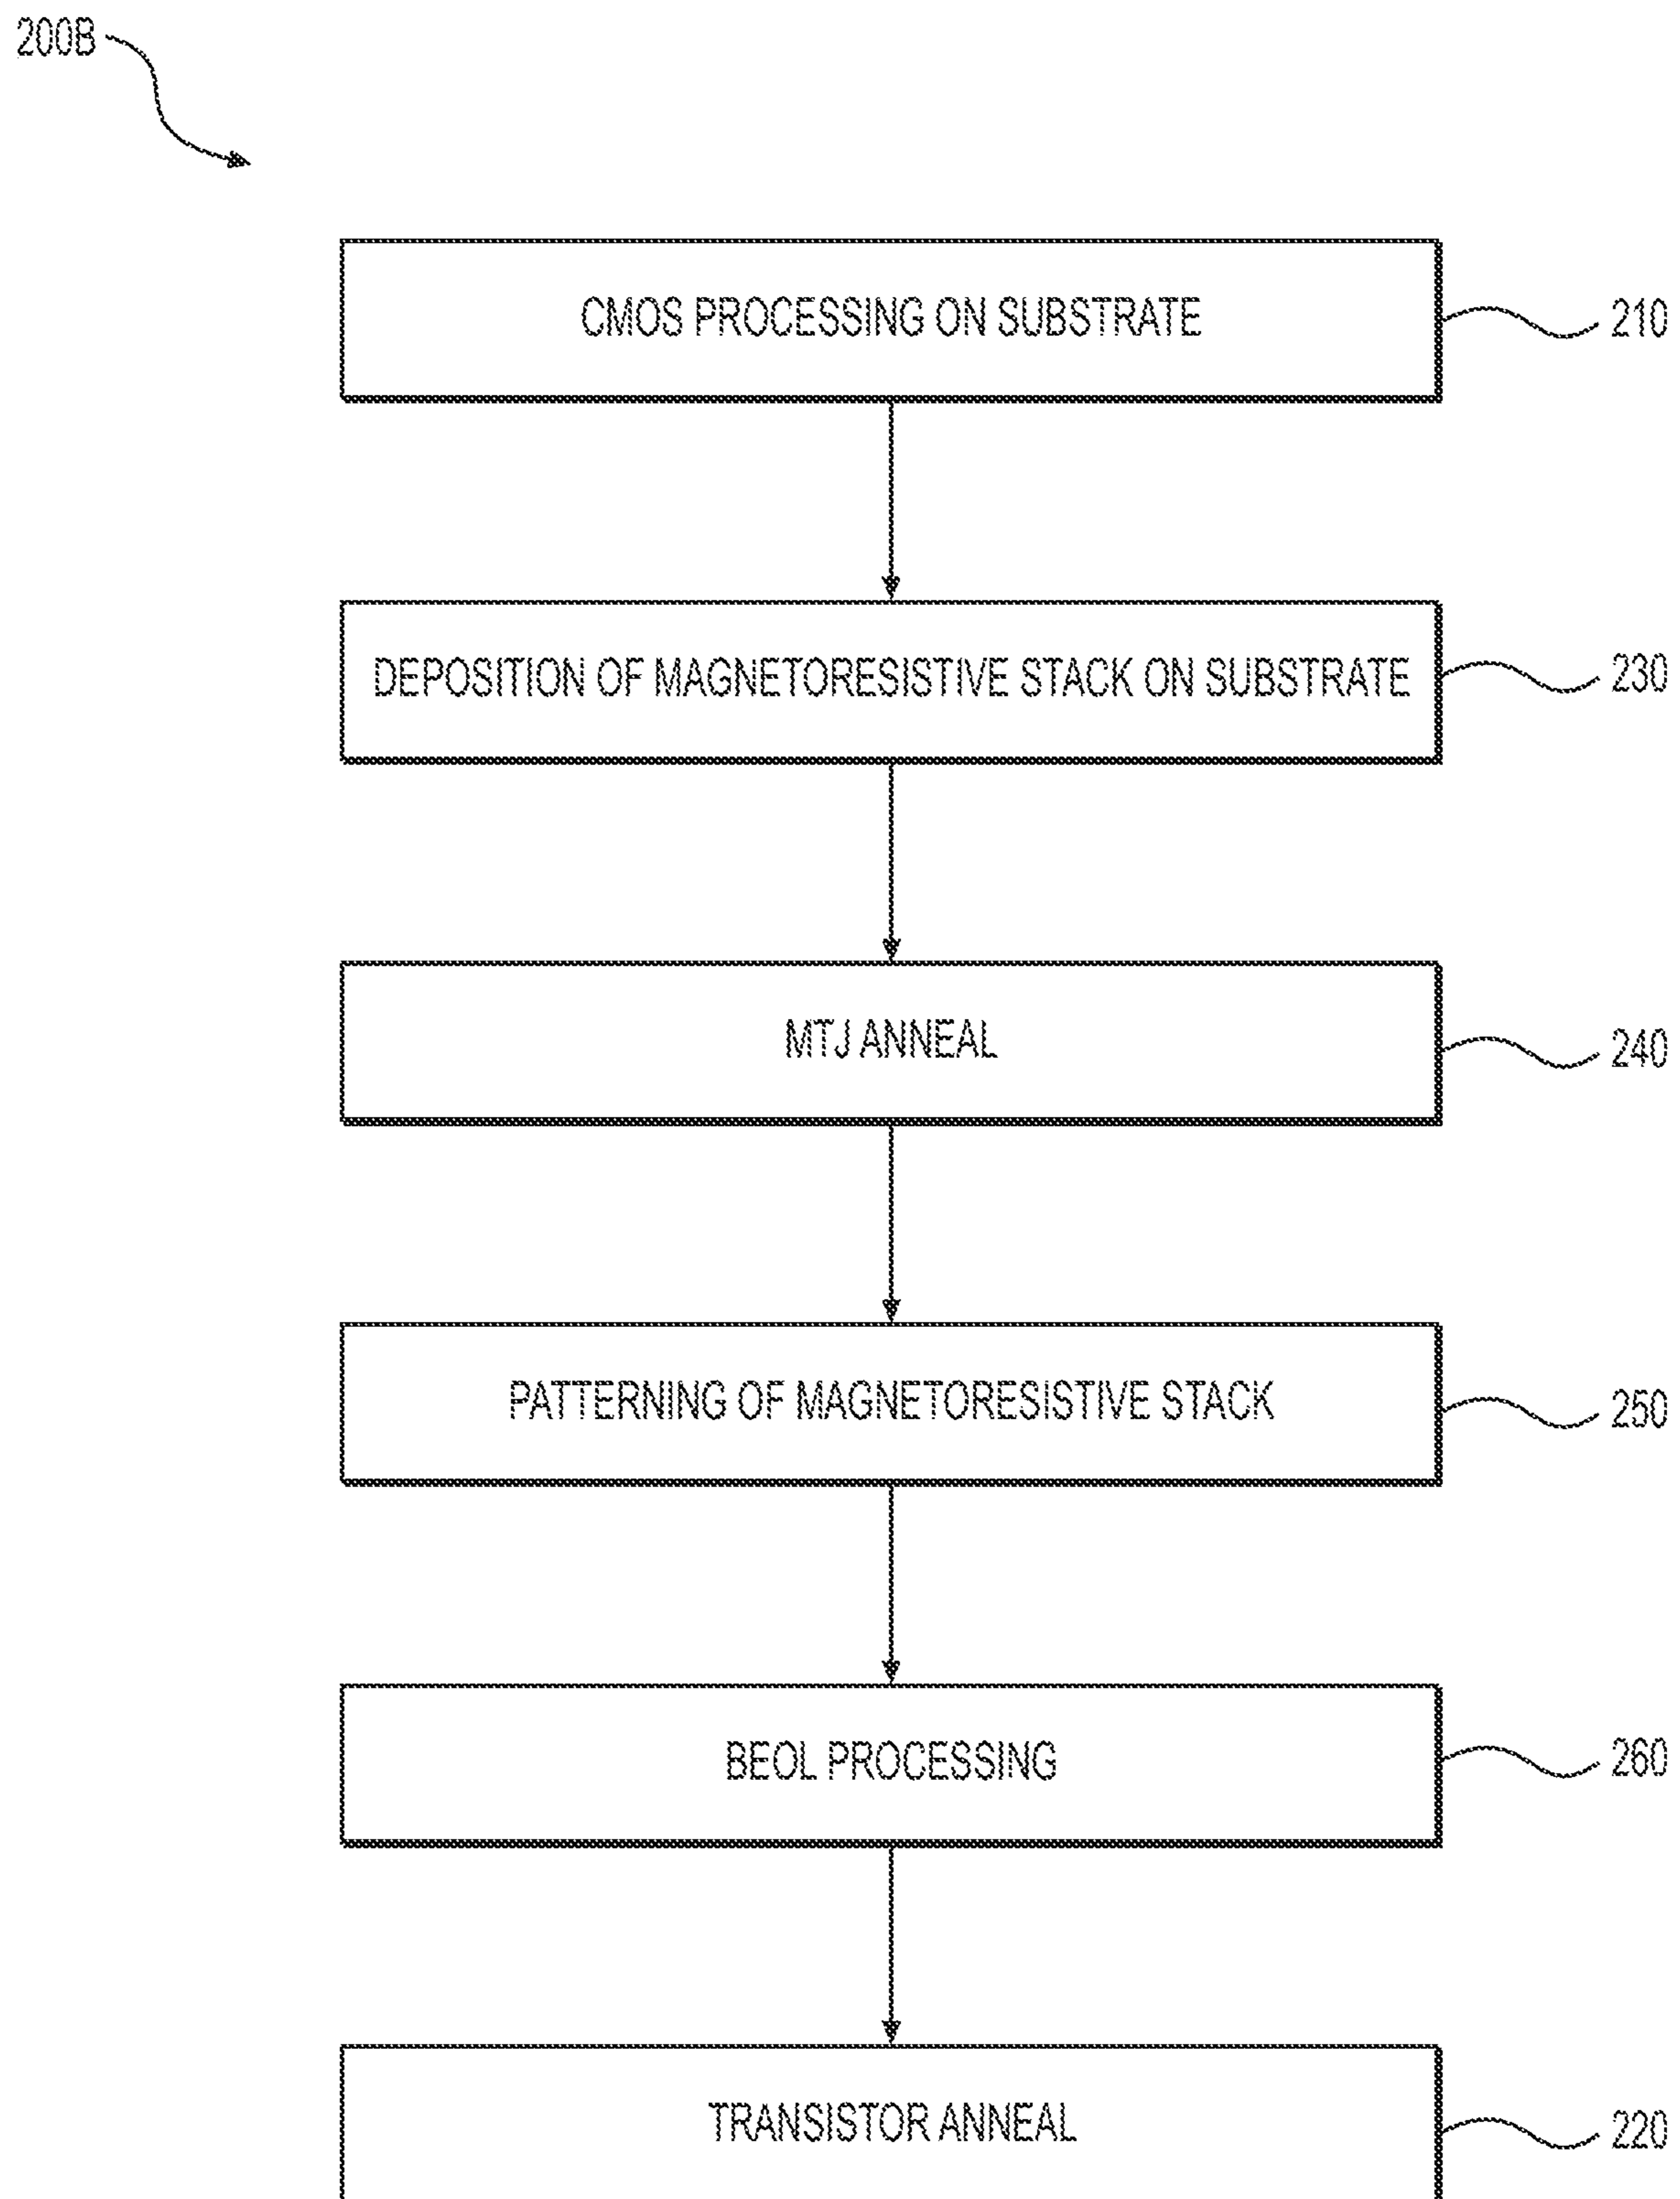 200B
CMOS PROCESSING ON SUBSTRATE
210
DEPOSITION OF MAGNETORESISTIVE STACK ON SUBSTRATE
230
MTJ ANNEAL
240
PATTERNING OF MAGNETORESISTIVE STACK
250
BEOL PROCESSING
260
TRANSISTOR ANNEAL
220